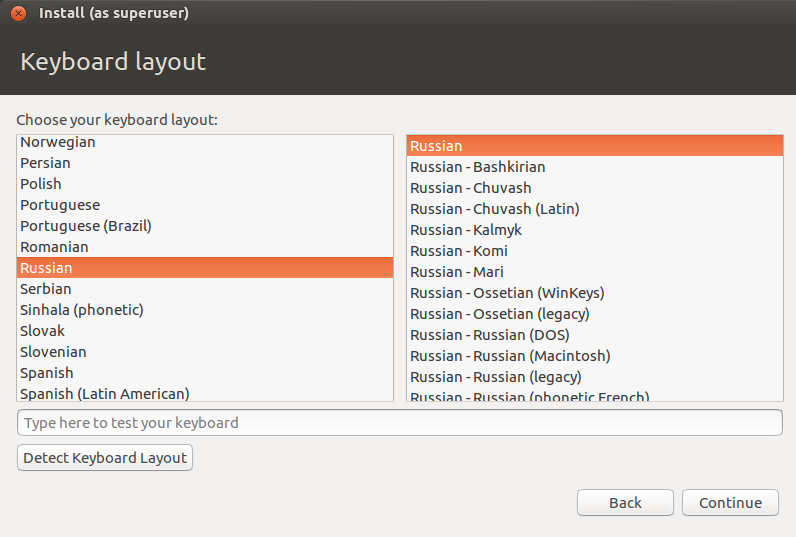 Install (as superuser)
Keyboard layout
Choose your keyboard layout:
Norwegian
Persian
Polish
Portuguese
Portuguese (Brazil)
Romanian
Russian
Serbian
Sinhala (phonetic)
Slovak
Slovenian
Spanish
Spanish (Latin American)
Russian
Russian - Bashkirian
Russian - Chuvash
Russian - Chuvash (Latin)
Russian - Kalmyk
Russian - Komi
Russian - Mari
Russian - Ossetian (WinKeys)
Russian - Ossetian (legacy)
Russian - Russian (DOS)
Russian - Russian (Macintosh)
Russian - Russian (legacy)
Russian - Russian (phonetic French)
Type here to test your keyboard
Detect Keyboard Layout
Back
Continue